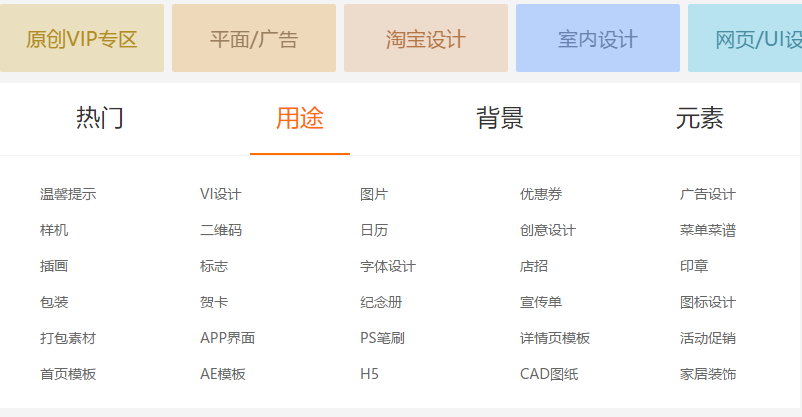 原创VIP专区 平面/广告 淘宝设计 室内设计 网页/UI设
热门 用途 背景 元素
温馨提示 VI设计 图片 优惠券 广告设计
样机 二维码 日历 创意设计 菜单菜谱
插画 标志 字体设计 店招 印章
包装 贺卡 纪念册 宣传单 图标设计
打包素材 APP界面 PS笔刷 详情页模板 活动促销
首页模板 AE模板 H5 CAD图纸 家居装饰